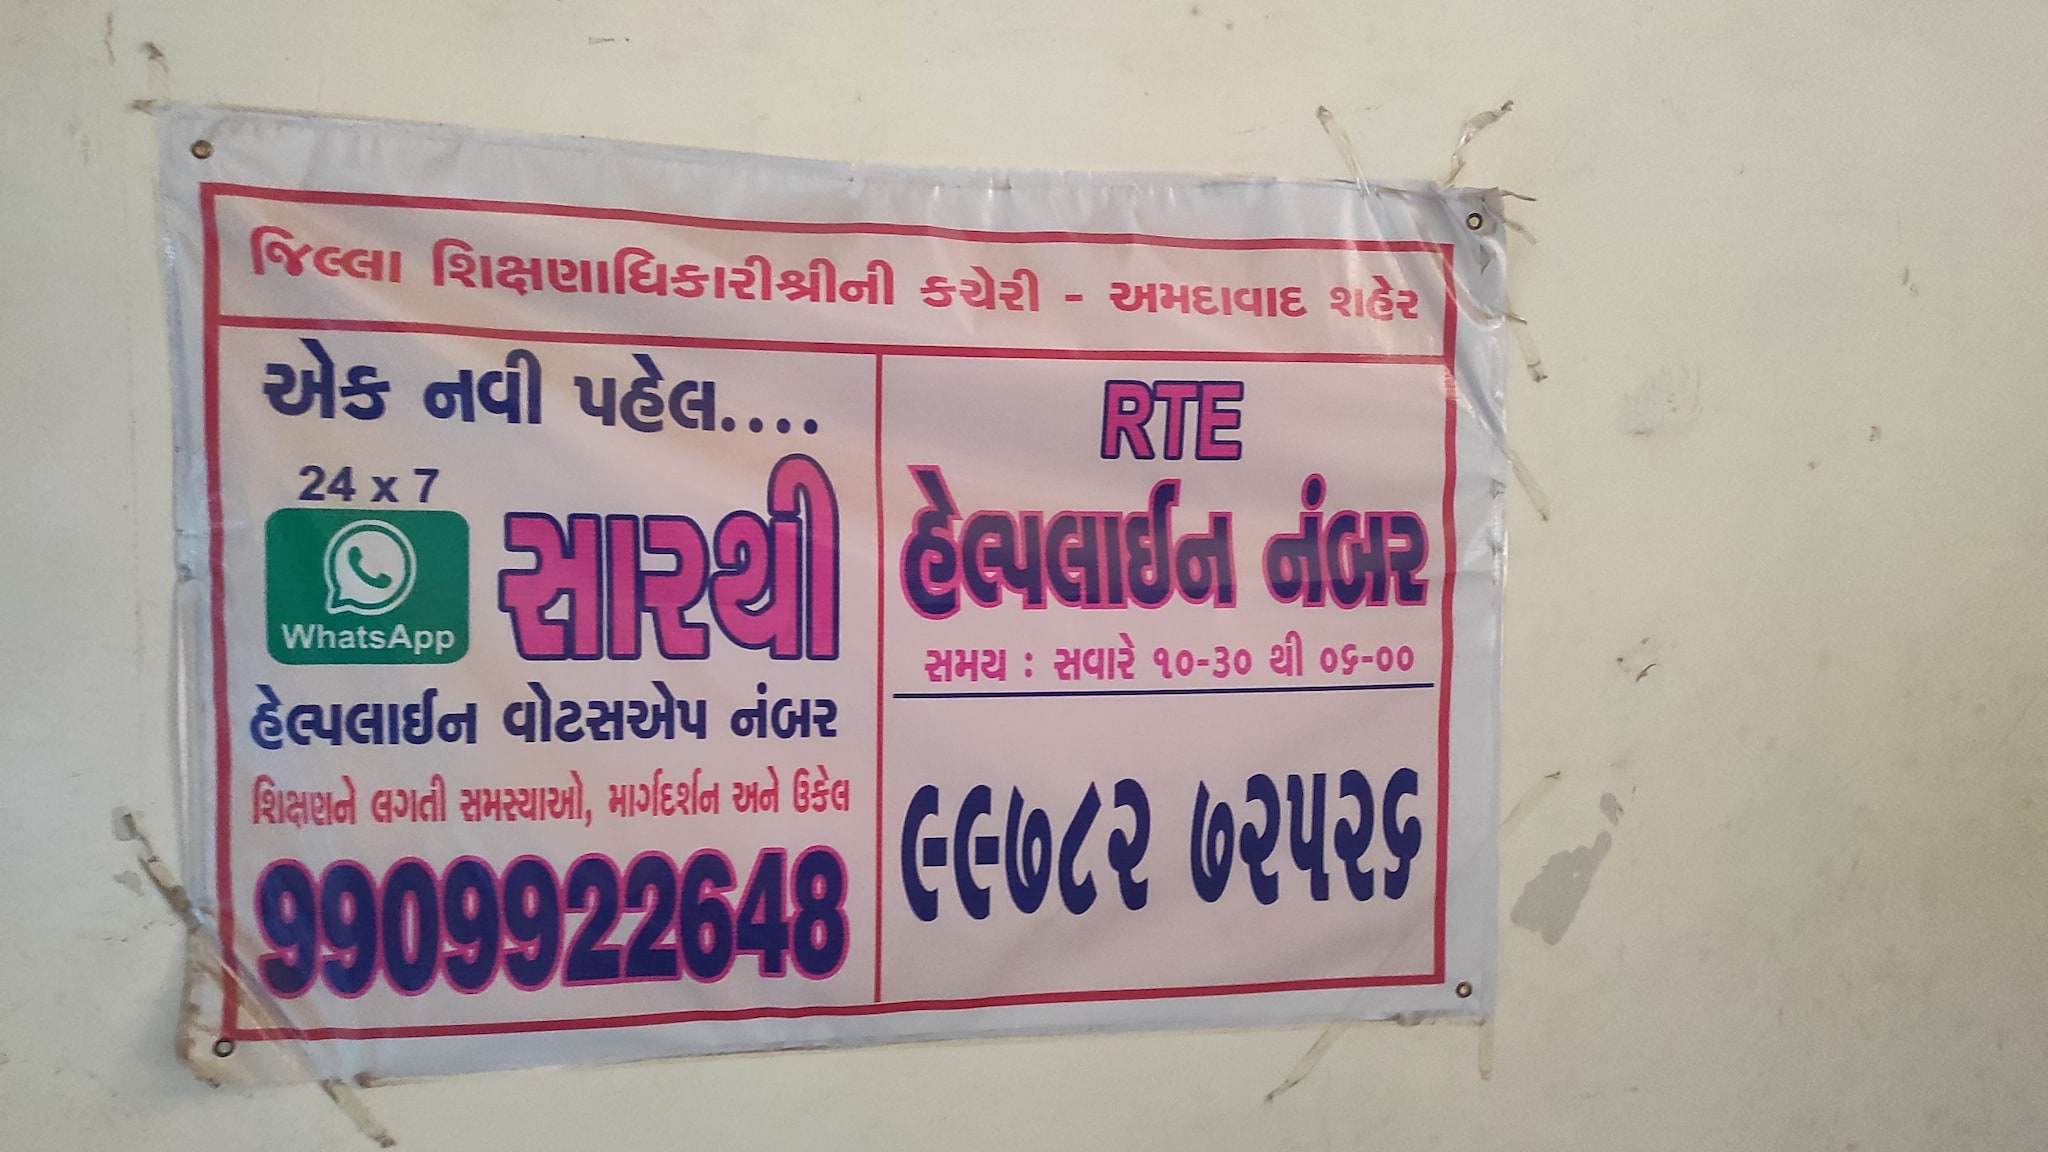 જિલ્લા શિક્ષણાધિકારીશ્રીની કચેરી - અમદાવાદ શહેર
એક નવી પહેલ....
24 x 7
WhatsApp
સારથી
હેલ્પલાઈન વોટસએપ નંબર
શિક્ષણને લગતી સમસ્યાઓ, માર્ગદર્શન અને ઉકેલ
9909922648
RTE
હેલ્પલાઈન નંબર
સમય : સવારે ૧૦-૩૦ થી ૦૬-૦૦
૯૯૭૮૨ ૭૨૫૨૬